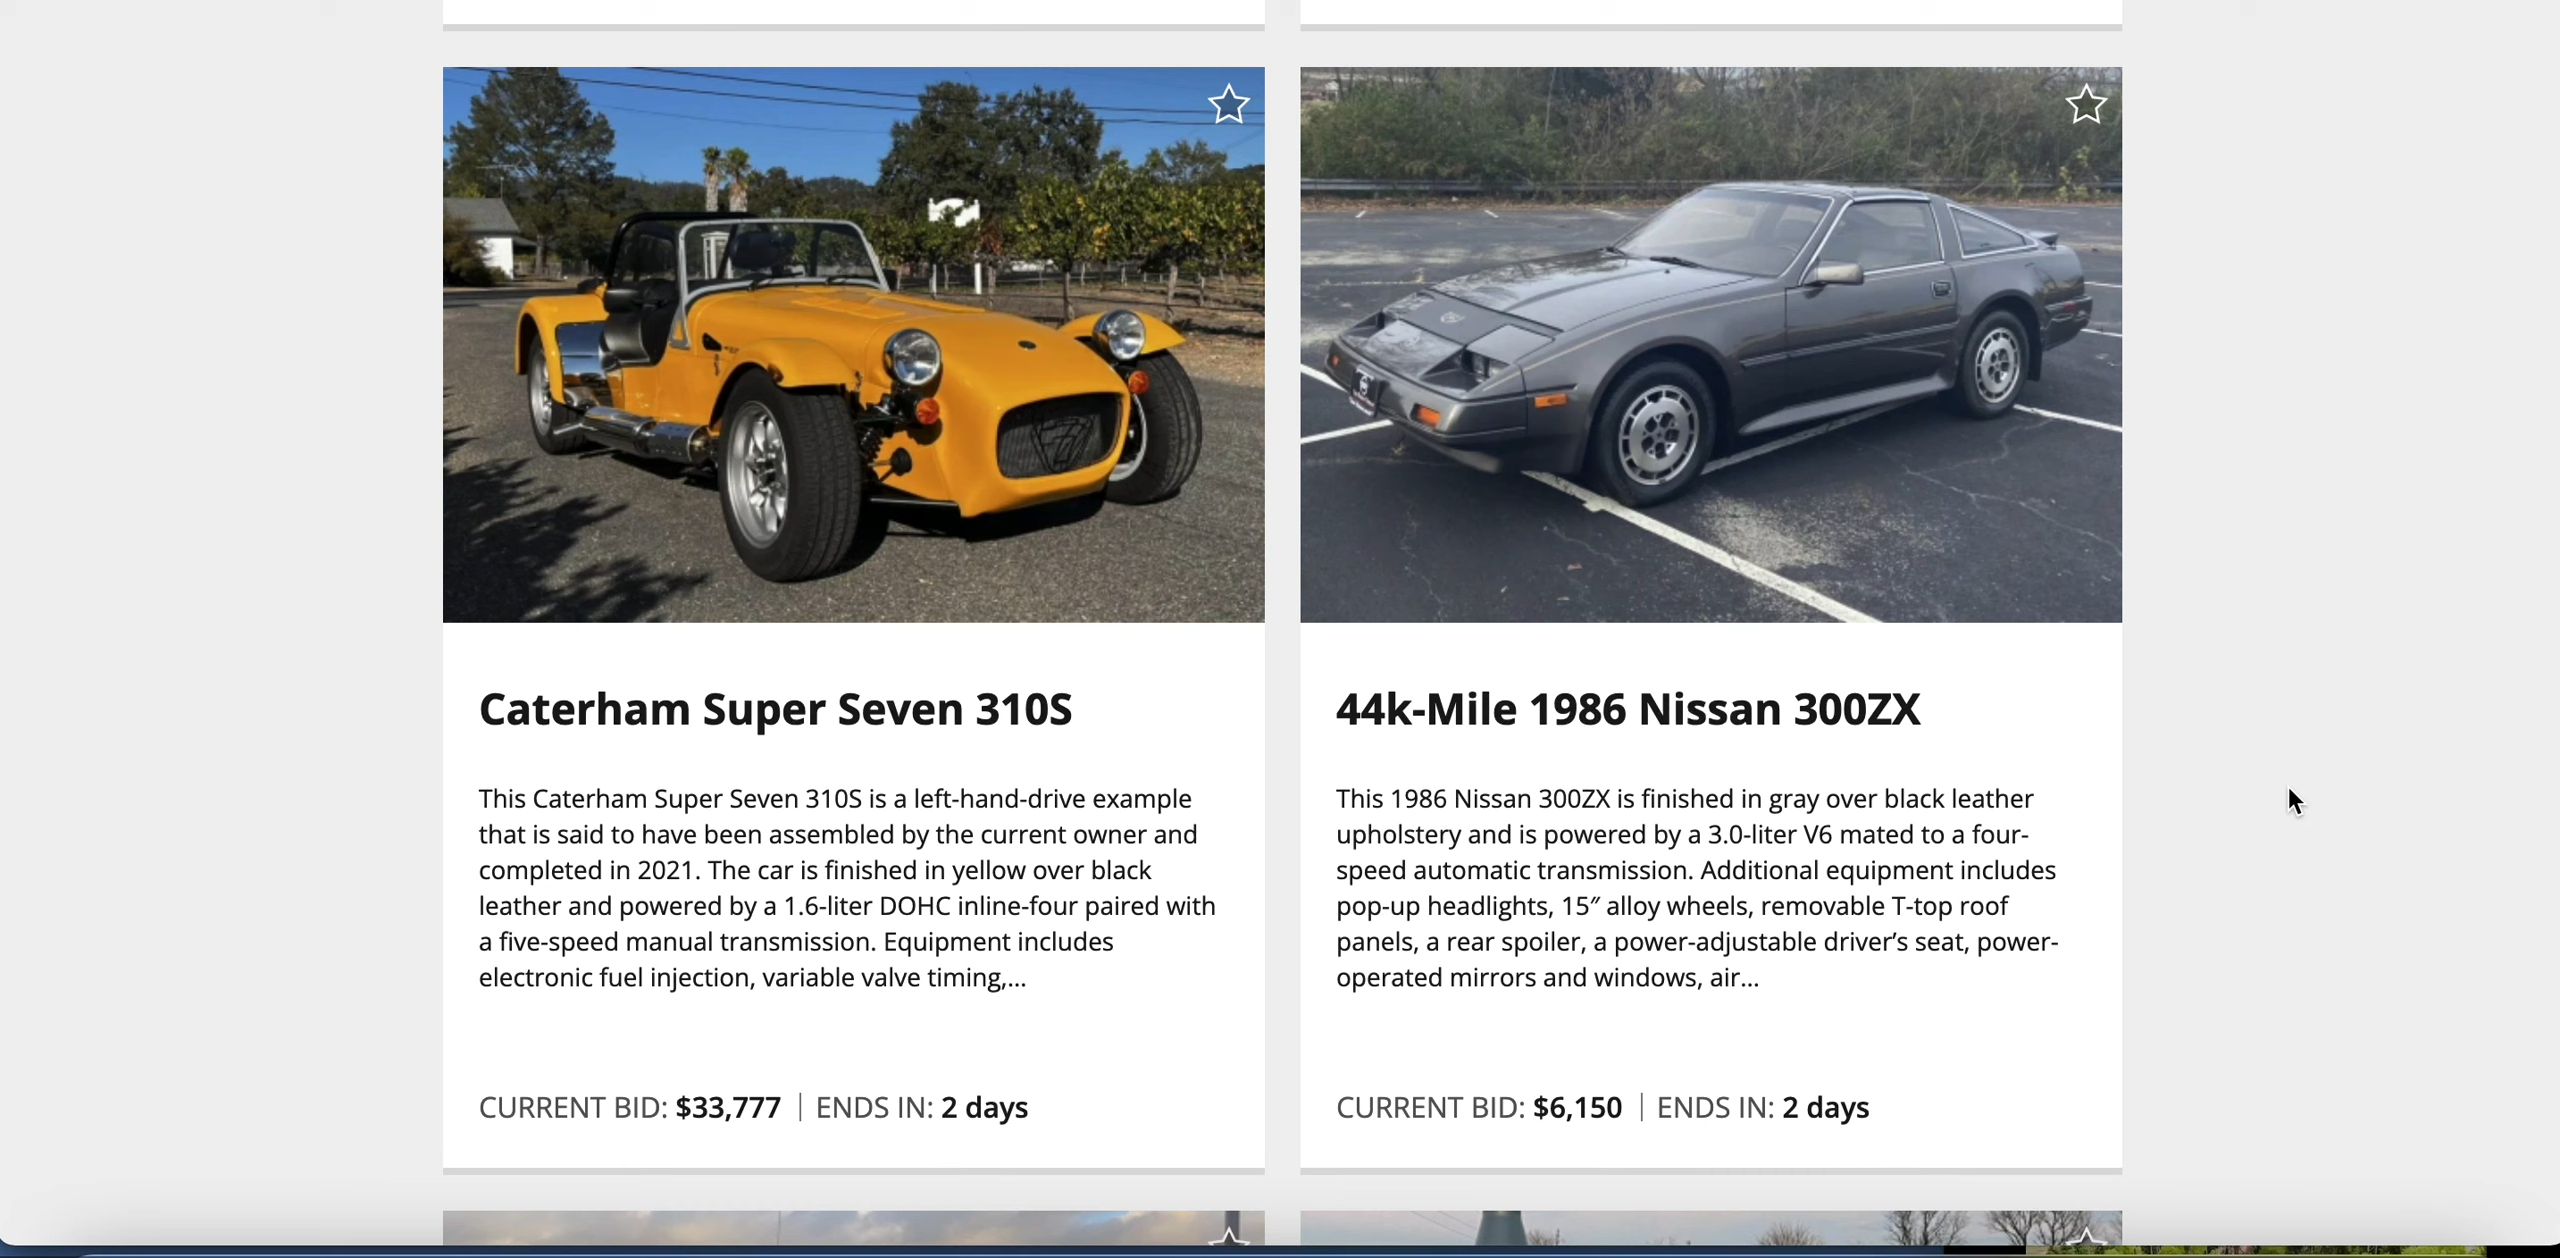 Caterham Super Seven 310S
This Caterham Super Seven 310S is a left-hand-drive example
that is said to have been assembled by the current owner and
completed in 2021. The car is finished in yellow over black
leather and powered by a 1.6-liter DOHC inline-four paired with
a five-speed manual transmission. Equipment includes
electronic fuel injection, variable valve timing,...
CURRENT BID: $33,777 | ENDS IN: 2 days
44k-Mile 1986 Nissan 300ZX
This 1986 Nissan 300ZX is finished in gray over black leather
upholstery and is powered by a 3.0-liter V6 mated to a four-
speed automatic transmission. Additional equipment includes
pop-up headlights, 15″ alloy wheels, removable T-top roof
panels, a rear spoiler, a power-adjustable driver’s seat, power-
operated mirrors and windows, air...
CURRENT BID: $6,150 | ENDS IN: 2 days